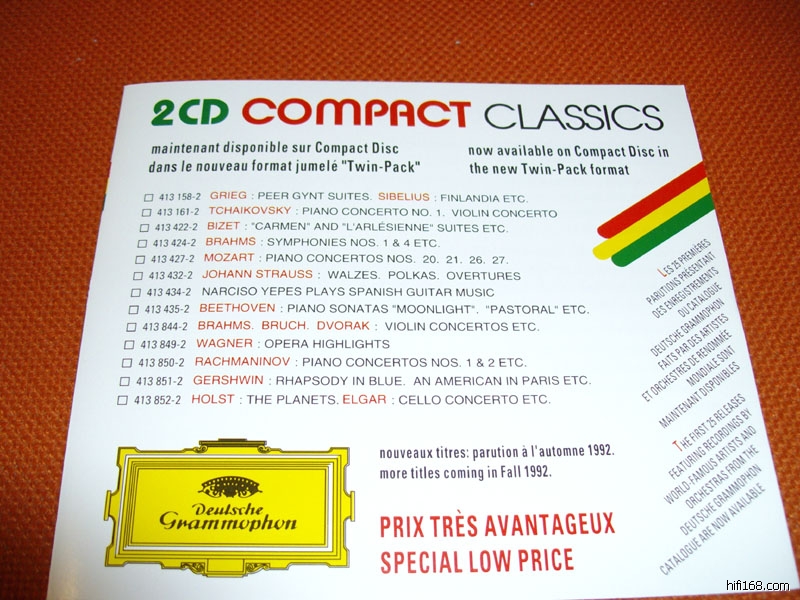 2CD COMPACT CLASSICS
maintenant disponible sur Compact Disc
dans le nouveau format jumelé "Twin-Pack"
now available on Compact Disc in
the new Twin-Pack format
413 158-2 GRIEG : PEER GYNT SUITES. SIBELIUS : FINLANDIA ETC.
413 161-2 TCHAIKOVSKY : PIANO CONCERTO NO. 1. VIOLIN CONCERTO
413 422-2 BIZET : "CARMEN" AND "L'ARLÉSIENNE" SUITES ETC.
413 424-2 BRAHMS : SYMPHONIES NOS. 1 & 4 ETC.
413 427-2 MOZART : PIANO CONCERTOS NOS. 20. 21. 26. 27.
413 432-2 JOHANN STRAUSS : WALZES. POLKAS. OVERTURES
413 434-2 NARCISO YEPES PLAYS SPANISH GUITAR MUSIC
413 435-2 BEETHOVEN : PIANO SONATAS "MOONLIGHT". "PASTORAL" ETC.
413 844-2 BRAHMS. BRUCH. DVORAK : VIOLIN CONCERTOS ETC.
413 849-2 WAGNER : OPERA HIGHLIGHTS
413 850-2 RACHMANINOV : PIANO CONCERTOS NOS. 1 & 2 ETC.
413 851-2 GERSHWIN : RHAPSODY IN BLUE. AN AMERICAN IN PARIS ETC.
413 852-2 HOLST : THE PLANETS. ELGAR : CELLO CONCERTO ETC.
LES 25 PREMIÈRES
PARUTIONS PRÉSENTANT
DES ENREGISTREMENTS
DU CATALOGUE
DEUTSCHE GRAMMOPHON
FAITS PAR DES ARTISTES
ET ORCHESTRES DE RENOMMÉE
MONDIALE SONT
MAINTENANT DISPONIBLES
THE FIRST 25 RELEASES
FEATURING RECORDINGS BY
WORLD-FAMOUS ARTISTS AND
ORCHESTRAS FROM THE
DEUTSCHE GRAMMOPHON
CATALOGUE ARE NOW AVAILABLE
nouveaux titres: parution à l'automne 1992.
more titles coming in Fall 1992.
Deutsche
Grammophon
PRIX TRÈS AVANTAGEUX
SPECIAL LOW PRICE
hifi168.com